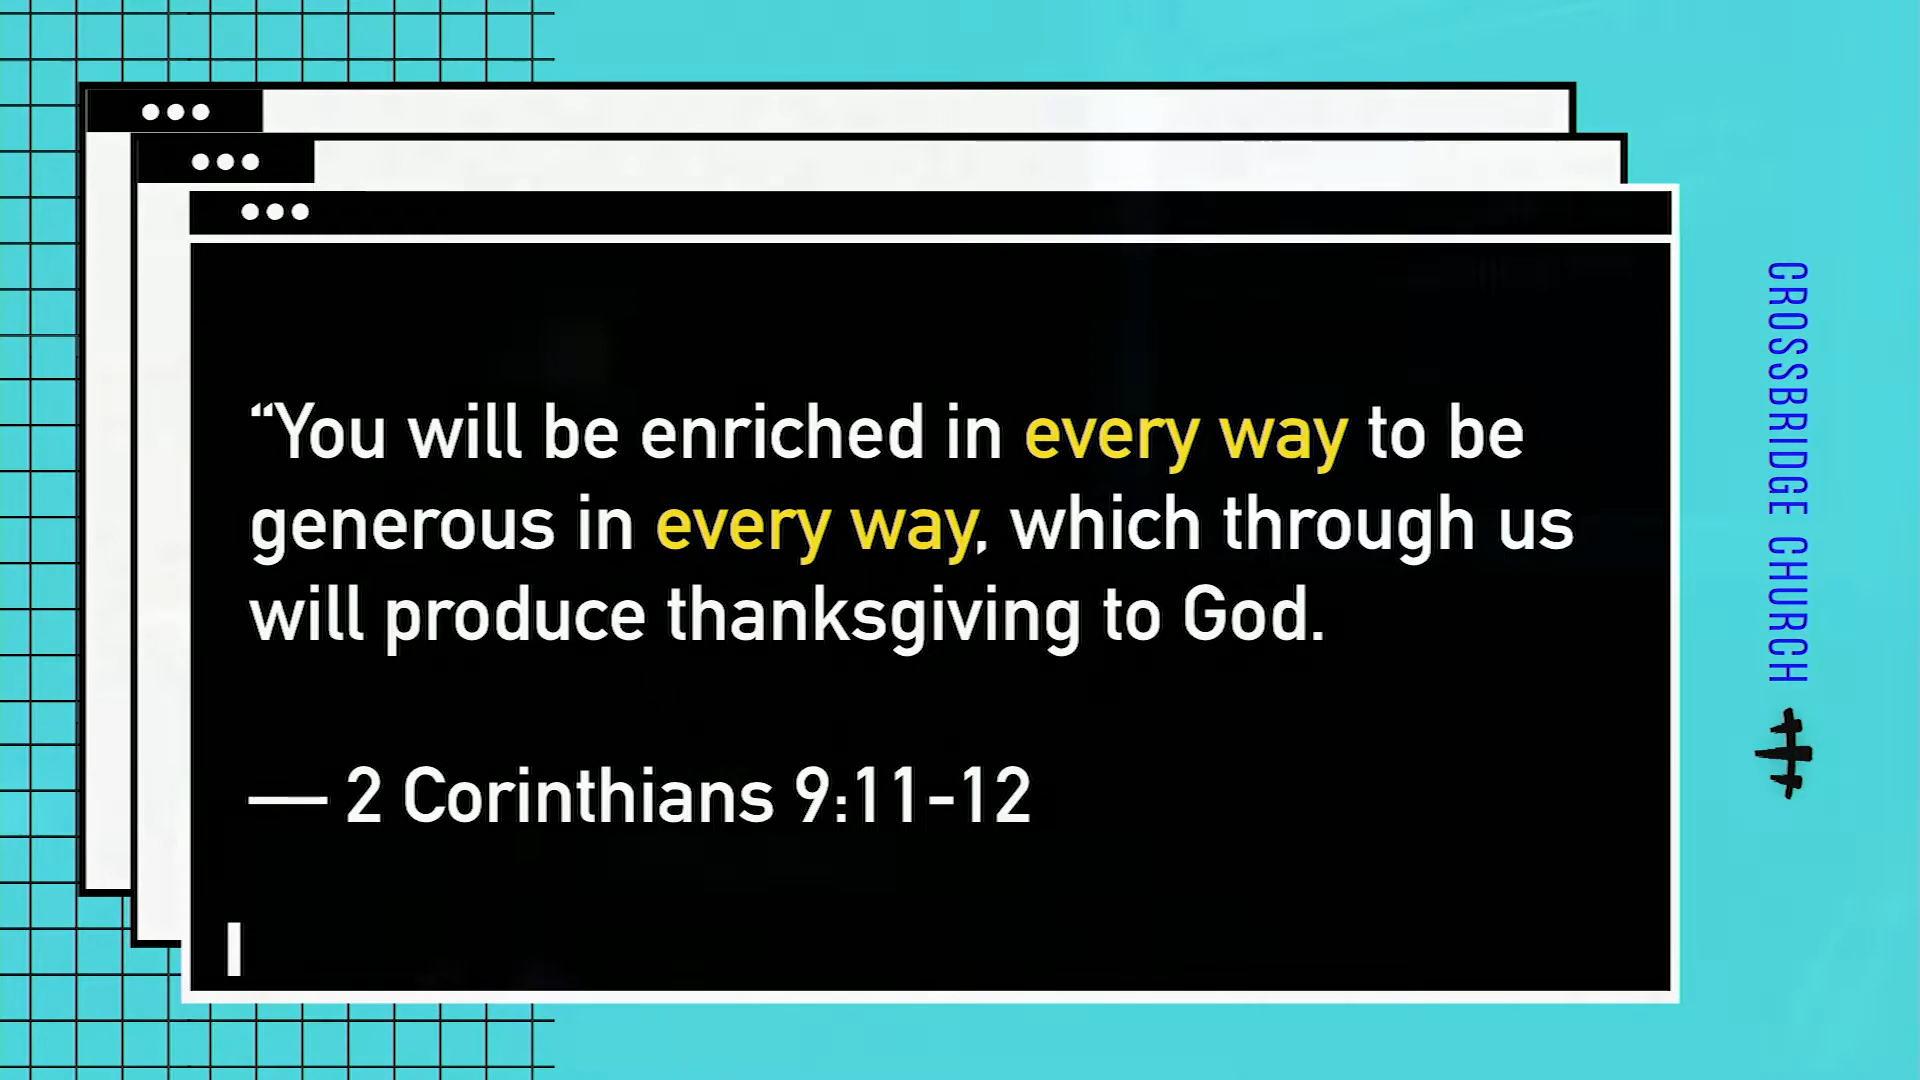 “You will be enriched in every way to be
generous in every way, which through us
will produce thanksgiving to God.
— 2 Corinthians 9:11-12
CROSSBRIDGE CHURCH